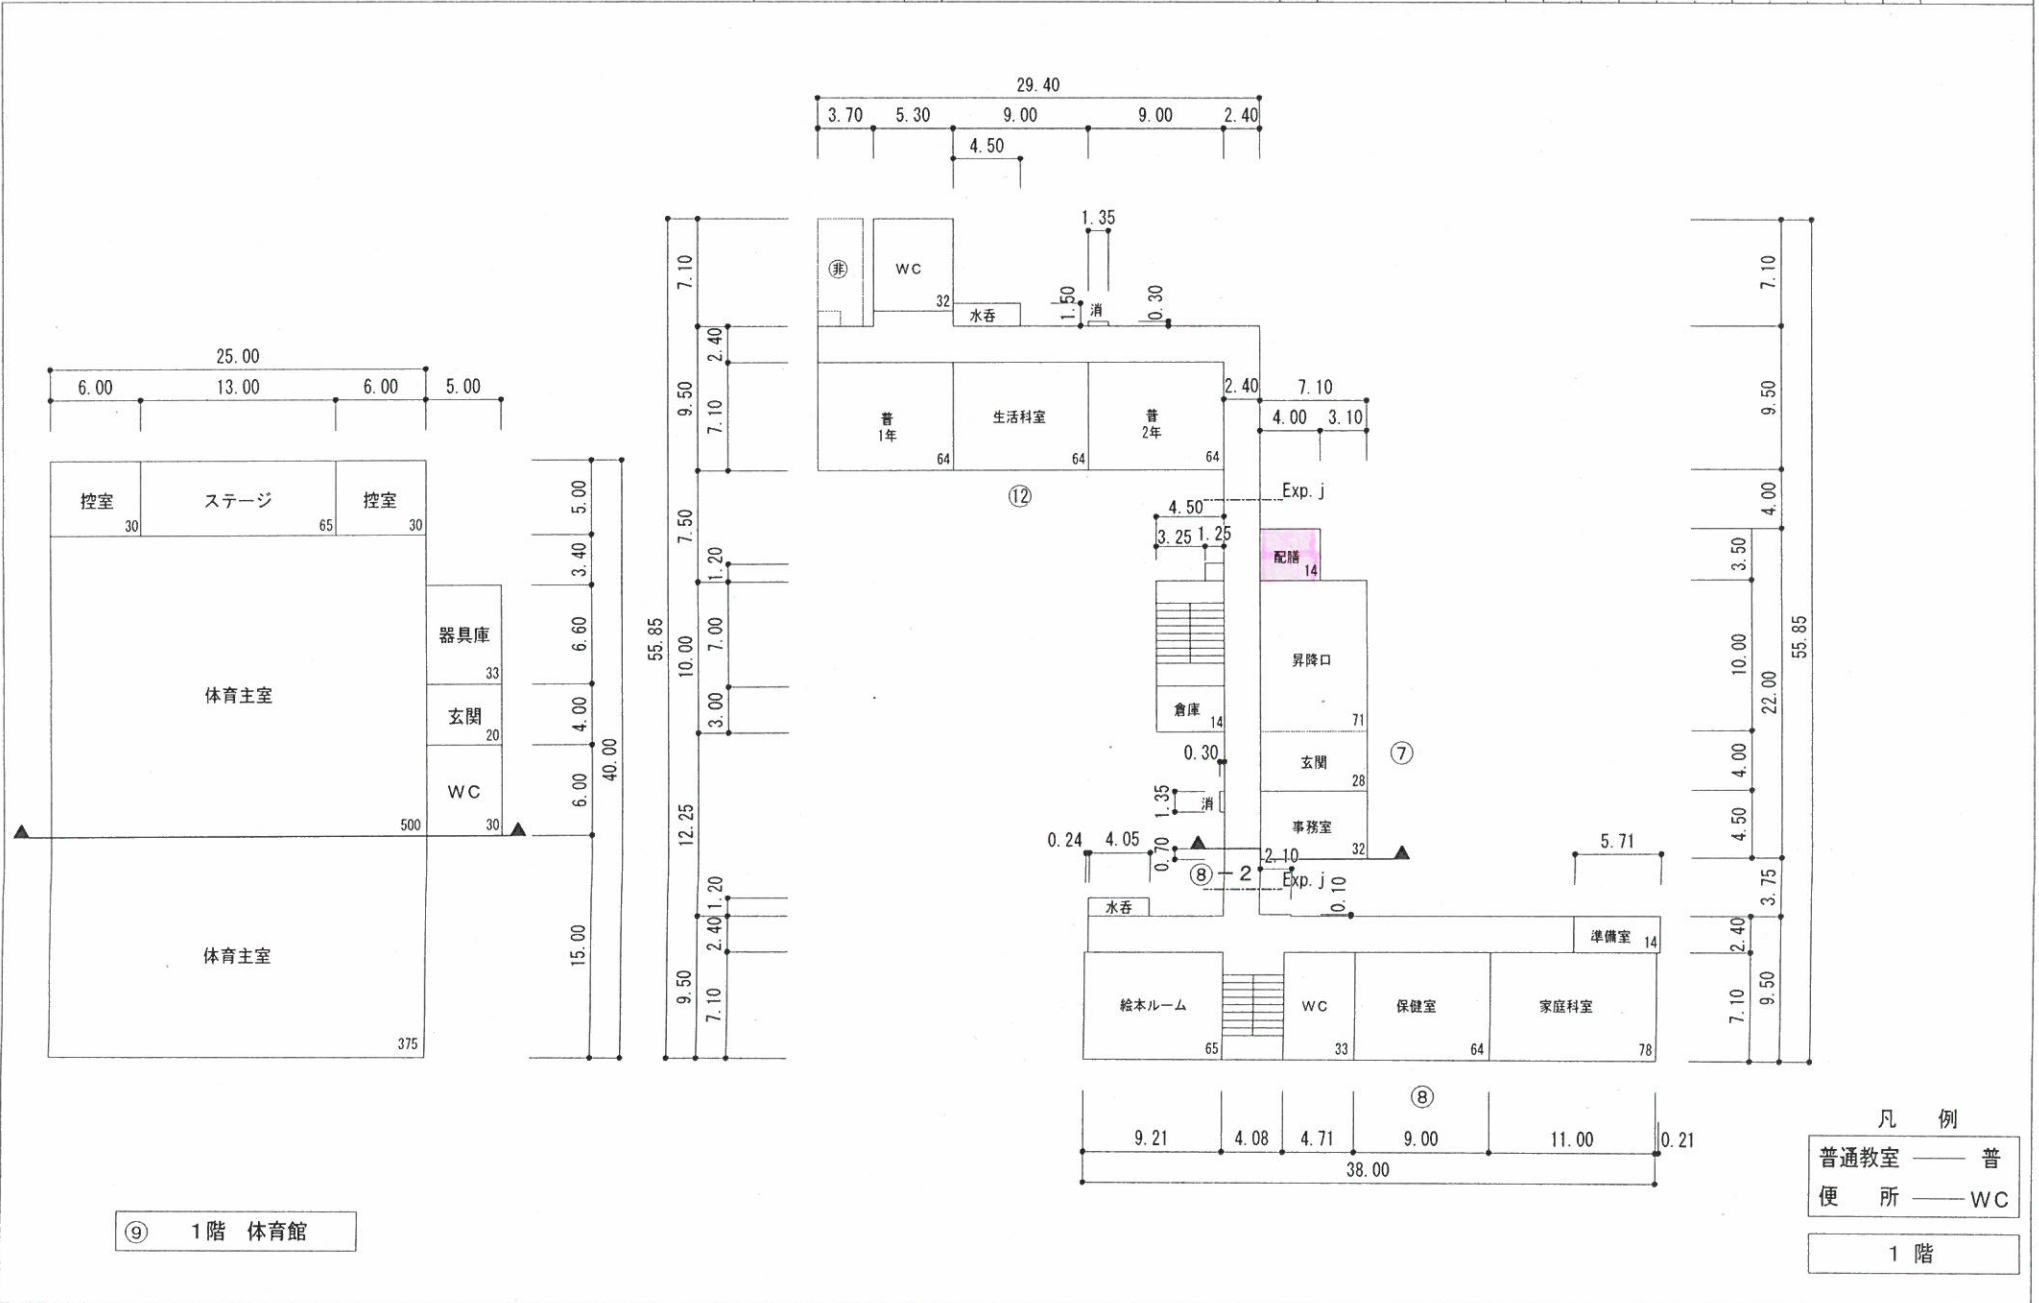 29.40
3.70 5.30 9.00 9.00 2.40
4.50
1.35
7.10
非
WC
32
水呑
1.50
消
0.30
7.10
2.40
9.50
7.10
普
1年
64
生活科室
64
普
2年
64
2.40 7.10
4.00 3.10
9.50
⑫
Exp. j
4.50
3.25 1.25
4.00
7.50
1.20
配膳
14
3.50
55.85
10.00
7.00
3.00
昇降口
71
倉庫
14
10.00
22.00
55.85
0.30
玄関
28
⑦
4.00
1.35
消
事務室
32
4.50
12.25
0.24 4.05
0.70
⑧－2
2.10
Exp. j
0.10
5.71
3.75
1.20
水呑
2.40
9.50
7.10
準備室
14
2.40
7.10
9.50
絵本ルーム
65
WC
33
保健室
64
家庭科室
78
⑧
9.21 4.08 4.71 9.00 11.00 0.21
38.00
25.00
6.00 13.00 6.00 5.00
控室
30
ステージ
65
控室
30
5.00
3.40
体育主室
500
器具庫
33
6.60
玄関
20
4.00
WC
30
6.00
40.00
体育主室
375
15.00
⑨ 1階 体育館
凡 例
普通教室 ―― 普
便 所 ―― WC
1 階